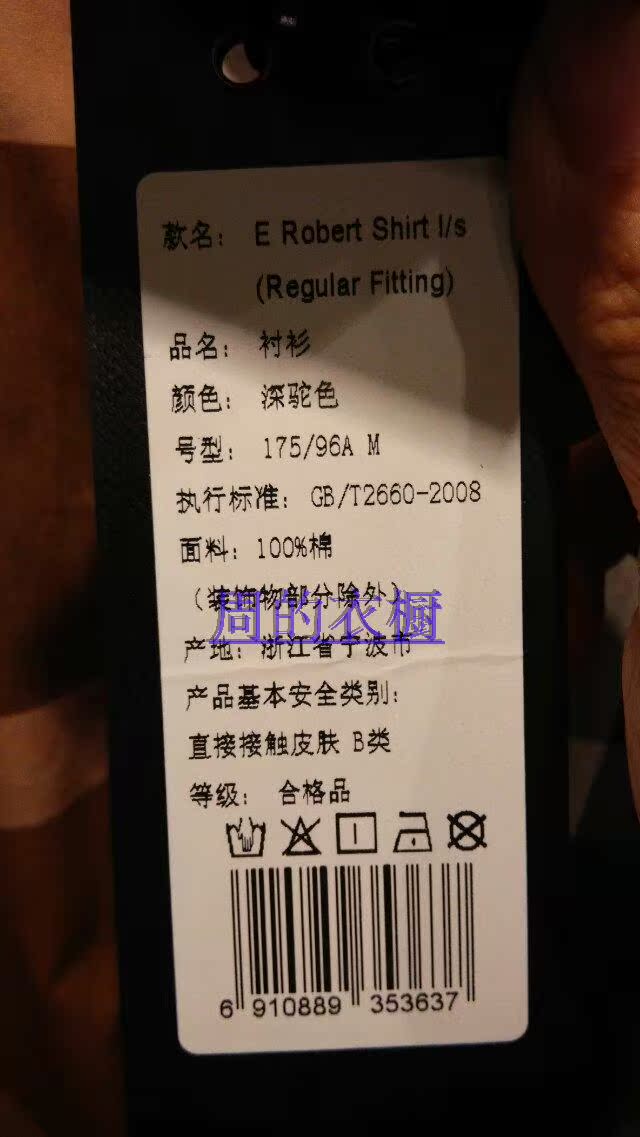 款名： E Robert Shirt l/s
(Regular Fitting)
品名： 衬衫
颜色： 深驼色
号型： 175/96A M
执行标准： GB/T2660-2008
面料：100%棉
（装饰物部分除外）
周的衣橱
产地：浙江省宁波市
产品基本安全类别：
直接接触皮肤 B类
等级： 合格品
6 910889 353637